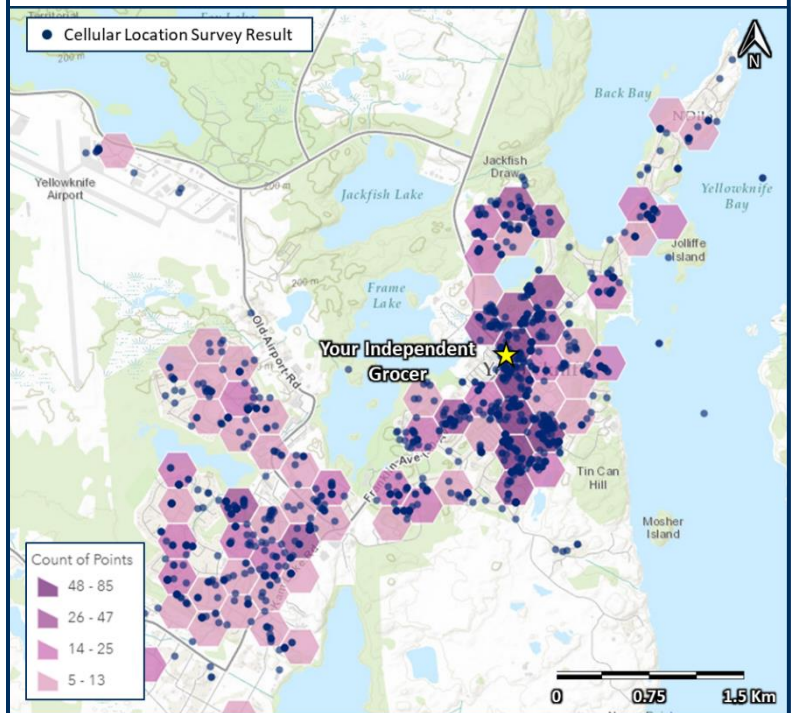 Cellular Location Survey Result
200 m
N
Back Bay
Yellowknife
Airport
Jackfish
Draw
200 m
Jackfish Lake
Yellowknife
Bay
Jolliffe
Island
200 m
Frame
Lake
Old-Airport-Rd
Your Independent
Grocer
Tin Can
Hill
Mosher
Island
Count of Points
48 - 85
26 - 47
14 - 25
5 - 13
0 0.75 1.5 Km